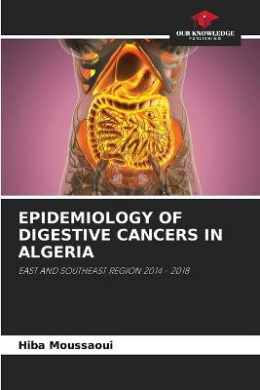 OUR KNOWLEDGE
PUBLISHING
EPIDEMIOLOGY OF
DIGESTIVE CANCERS IN
ALGERIA
EAST AND SOUTHEAST REGION 2014 - 2018
Hiba Moussaoui